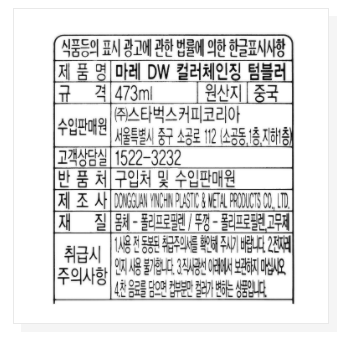 식품등의 표시 광고에 관한 법률에 의한 한글표시사항
제 품 명 마레 DW 컬러체인징 텀블러
규 격 473ml 원산지 중국
수입판매원 ㈜스타벅스커피코리아
서울특별시 중구 소공로 112 (소공동,1층,지하1층)
고객상담실 1522-3232
반 품 처 구입처 및 수입판매원
제 조 사 DONGGUAN YINCHIN PLASTIC & METAL PRODUCTS CO., LTD.
재 질 몸체 - 폴리프로필렌 / 뚜껑 - 폴리프로필렌,고무제
취급시 주의사항 1.사용 전 동봉된 취급주의사를 확인해 주시기 바랍니다. 2.전자레
인지 사용 불가합니다. 3.직사광선 아래에서 보관하지 마십시오.
4.찬 음료를 담으면 컵부분만 컬러가 변하는 상품입니다.